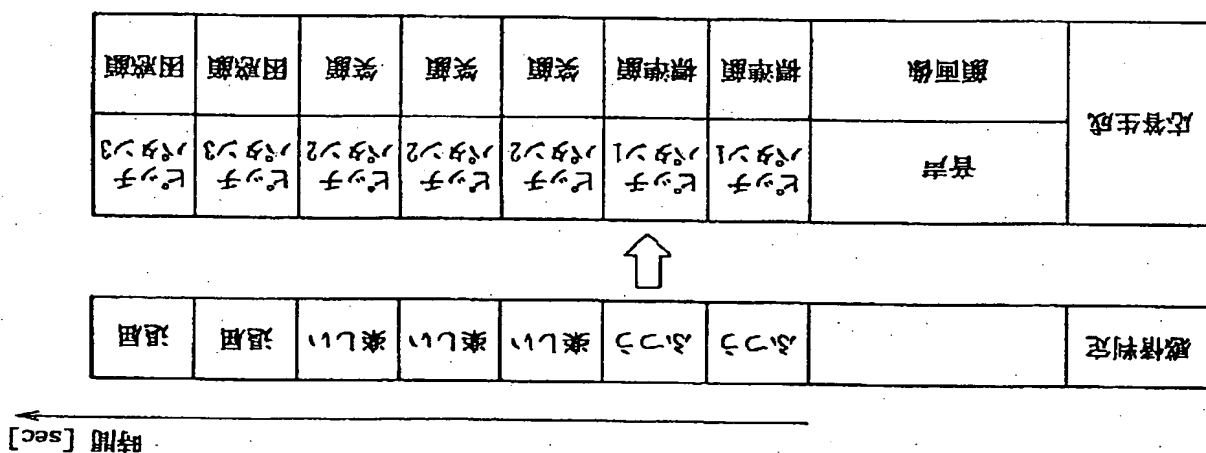 時間 [sec]
感情判定 ふつう ふつう 楽しい 楽しい 楽しい 退屈 退屈
応答生成 音声 ピッチパタン1 ピッチパタン1 ピッチパタン2 ピッチパタン2 ピッチパタン2 ピッチパタン3 ピッチパタン3
顔画像 標準顔 標準顔 笑顔 笑顔 笑顔 困惑顔 困惑顔